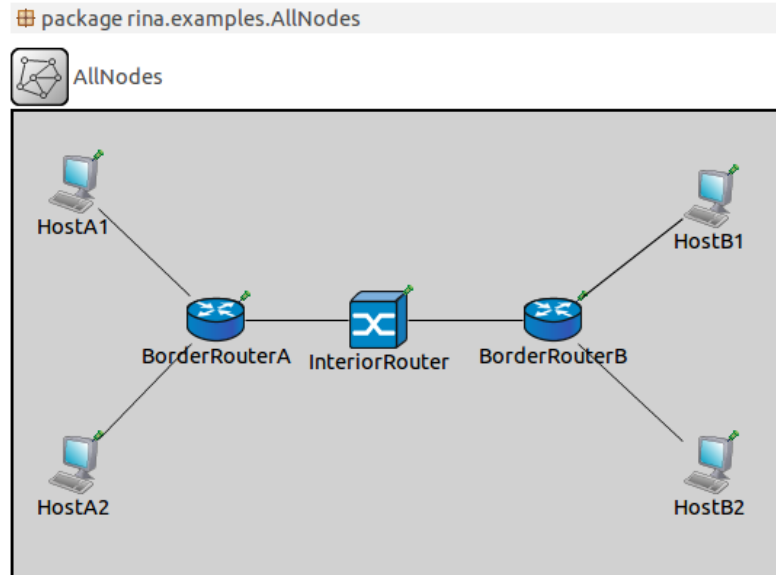 package rina.examples.AllNodes
AllNodes
HostA1
HostB1
BorderRouterA
InteriorRouter
BorderRouterB
HostA2
HostB2